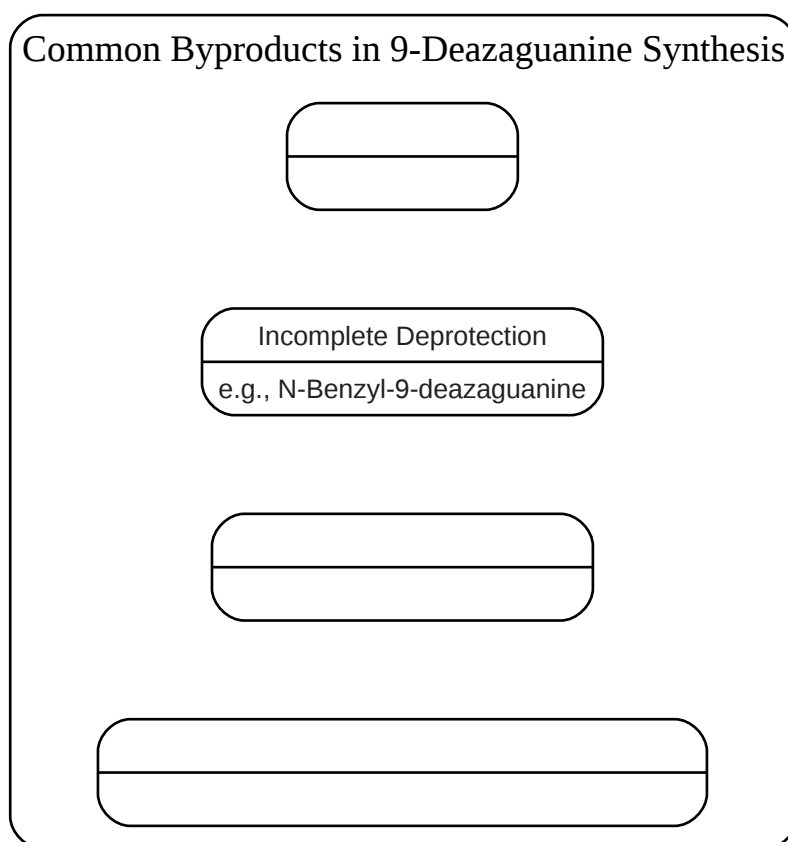 Common Byproducts in 9-Deazaguanine Synthesis
Incomplete Deprotection
e.g., N-Benzyl-9-deazaguanine